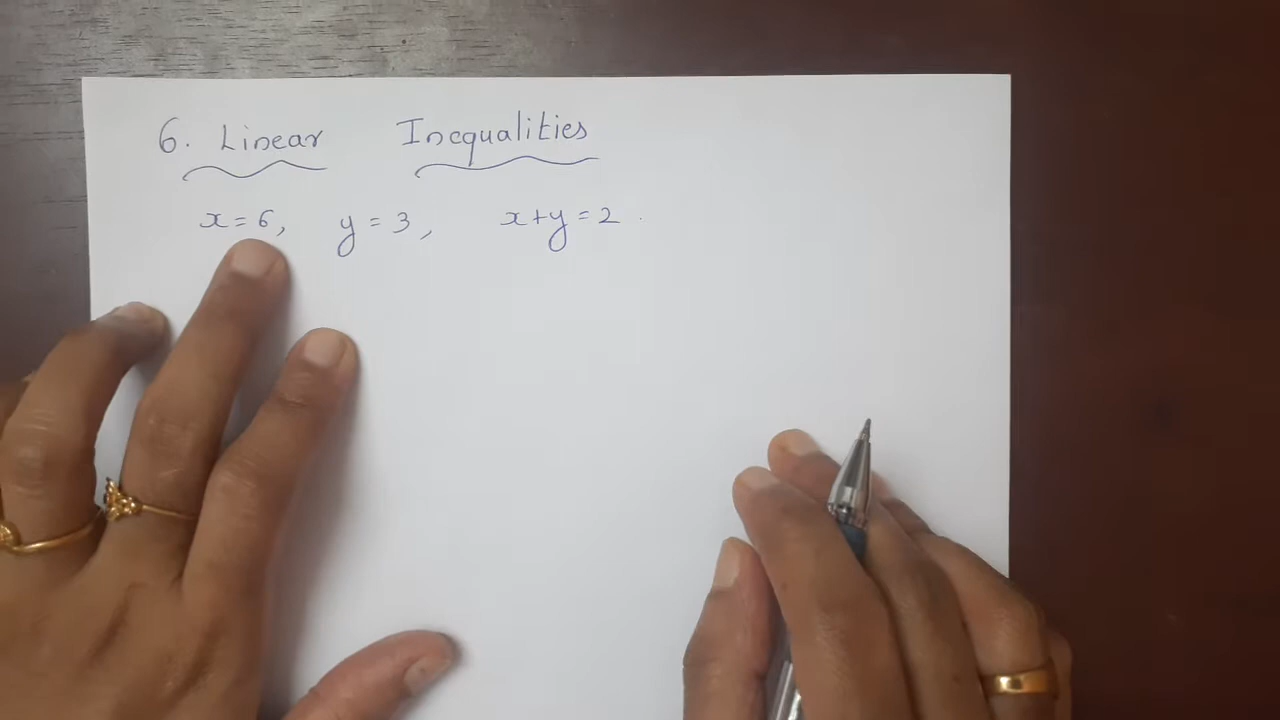 6. Linear Inequalities
x = 6, y = 3, x+y = 2.